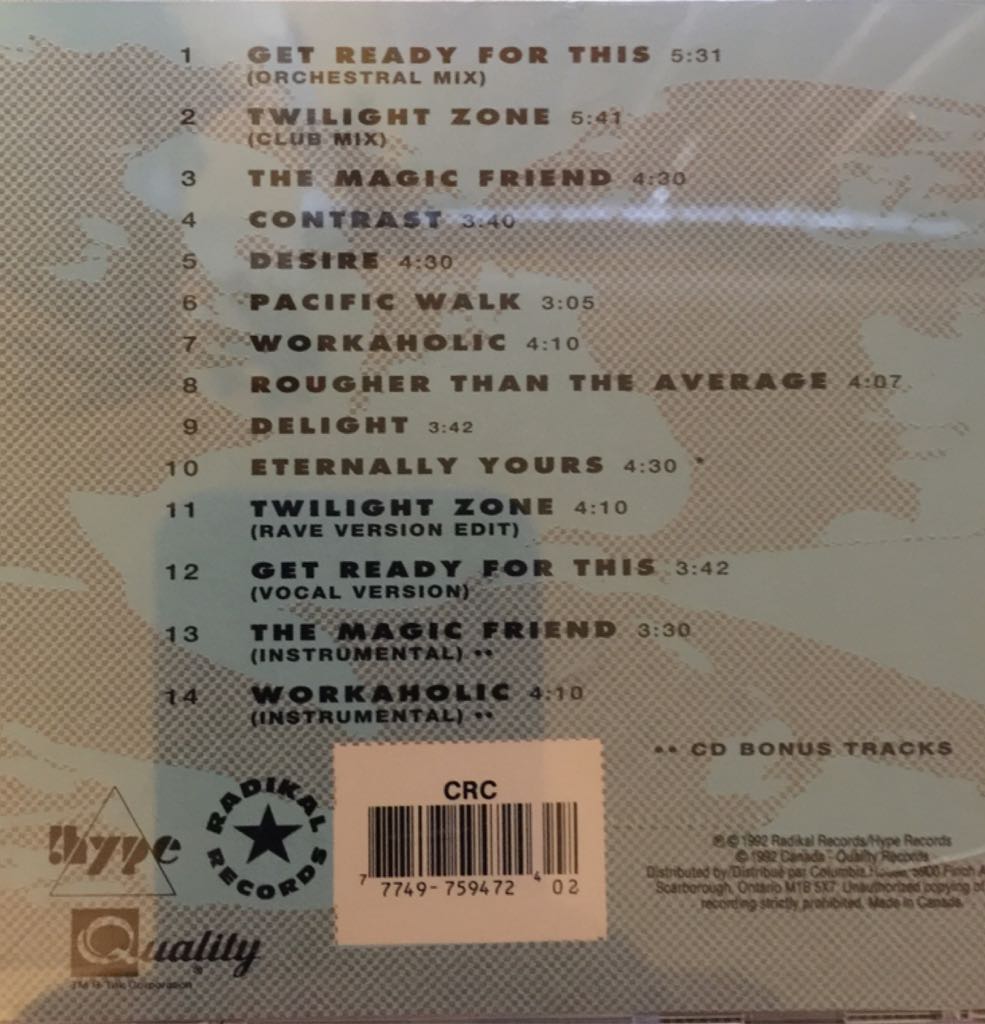 1 GET READY FOR THIS 5:31
(ORCHESTRAL MIX)
2 TWILIGHT ZONE 5:41
(CLUB MIX)
3 THE MAGIC FRIEND 4:30
4 CONTRAST 3:40
5 DESIRE 4:30
6 PACIFIC WALK 3:05
7 WORKAHOLIC 4:10
8 ROUGHER THAN THE AVERAGE 4:07
9 DELIGHT 3:42
10 ETERNALLY YOURS 4:30
11 TWILIGHT ZONE 4:10
(RAVE VERSION EDIT)
12 GET READY FOR THIS 3:42
(VOCAL VERSION)
13 THE MAGIC FRIEND 3:30
(INSTRUMENTAL) ••
14 WORKAHOLIC 4:10
(INSTRUMENTAL) ••
•• CD BONUS TRACKS
hype
RADIKAL RECORDS
CRC
7 7749-759472 4 02
℗ © 1992 Radikal Records/Hype Records
© 1992 Canada - Quality Records
Distributed by/Distribué par Columbia House, 5900 Finch A
Scarborough, Ontario M1B 5X7. Unauthorized copying of
recording strictly prohibited. Made in Canada.
Quality
Corporation